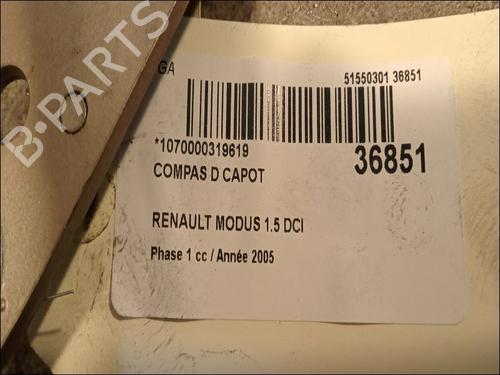 B-PARTS
GA
51550301 36851
*1070000319619
36851
COMPAS D CAPOT
RENAULT MODUS 1.5 DCI
Phase 1 cc / Année 2005